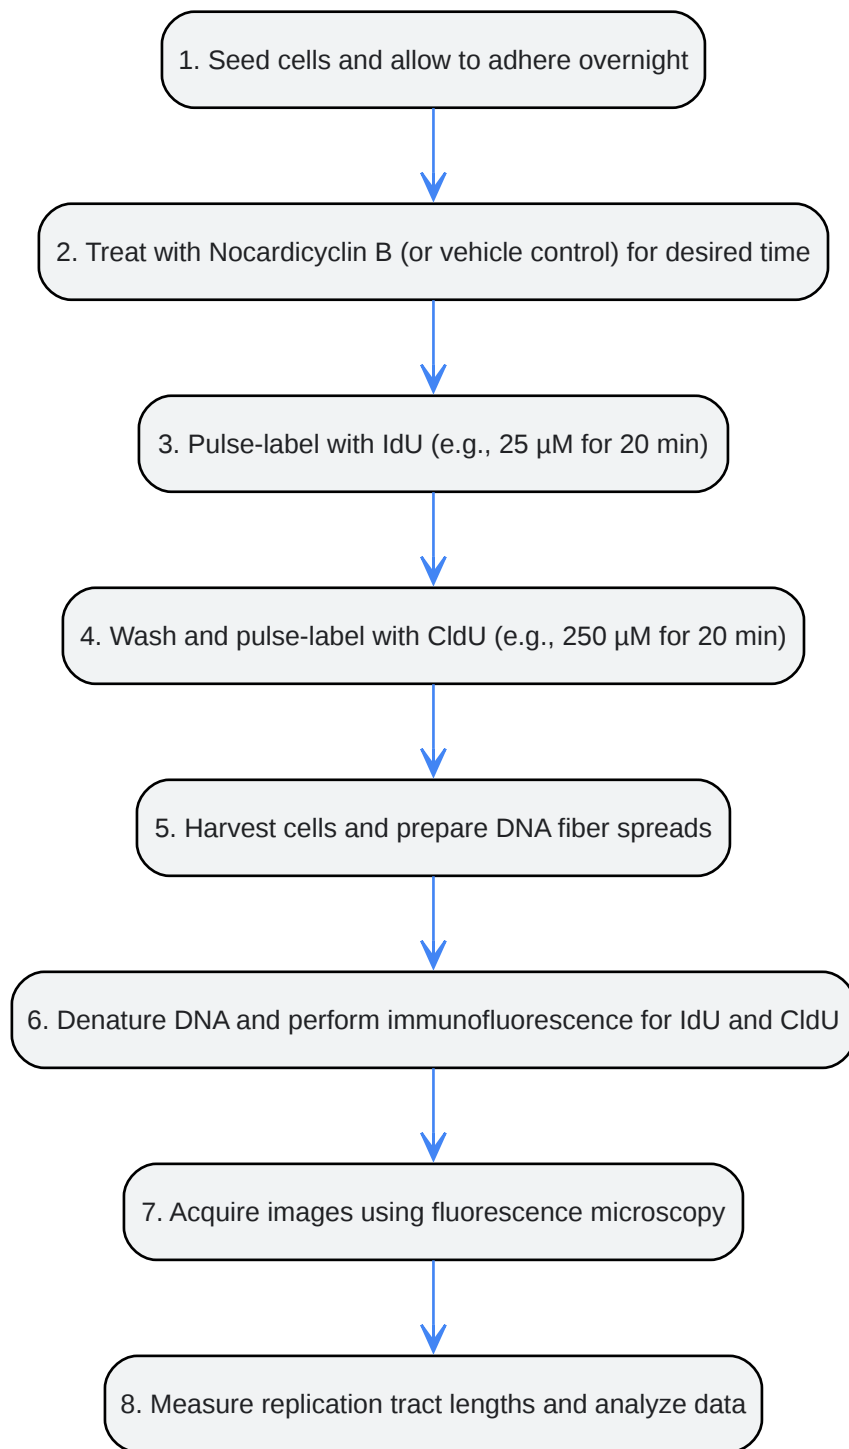 1. Seed cells and allow to adhere overnight
2. Treat with Nocardicyclin B (or vehicle control) for desired time
3. Pulse-label with IdU (e.g., 25 µM for 20 min)
4. Wash and pulse-label with CldU (e.g., 250 µM for 20 min)
5. Harvest cells and prepare DNA fiber spreads
6. Denature DNA and perform immunofluorescence for IdU and CldU
7. Acquire images using fluorescence microscopy
8. Measure replication tract lengths and analyze data